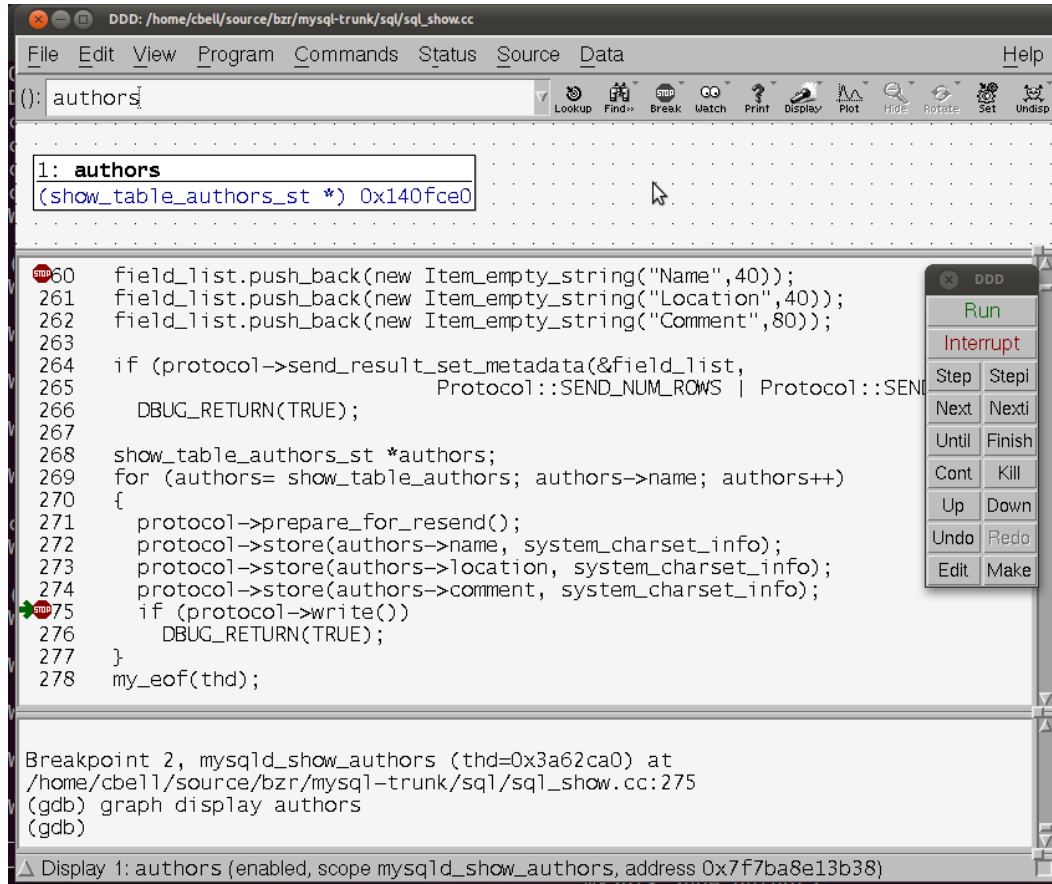 DDD: /home/cbell/source/bzr/mysql-trunk/sql/sql_show.cc
File Edit View Program Commands Status Source Data Help
(): authors Lookup Find» Break Watch Print Display Plot Hide Rotate Set Undisp
1: authors
(show_table_authors_st *) 0x140fce0
60 field_list.push_back(new Item_empty_string("Name",40));
261 field_list.push_back(new Item_empty_string("Location",40));
262 field_list.push_back(new Item_empty_string("Comment",80));
263
264 if (protocol->send_result_set_metadata(&field_list,
265 Protocol::SEND_NUM_ROWS | Protocol::SEND
266 DBUG_RETURN(TRUE);
267
268 show_table_authors_st *authors;
269 for (authors= show_table_authors; authors->name; authors++)
270 {
271 protocol->prepare_for_resend();
272 protocol->store(authors->name, system_charset_info);
273 protocol->store(authors->location, system_charset_info);
274 protocol->store(authors->comment, system_charset_info);
75 if (protocol->write())
276 DBUG_RETURN(TRUE);
277 }
278 my_eof(thd);
DDD
Run
Interrupt
Step Stepi
Next Nexti
Until Finish
Cont Kill
Up Down
Undo Redo
Edit Make
Breakpoint 2, mysqld_show_authors (thd=0x3a62ca0) at
/home/cbell/source/bzr/mysql-trunk/sql/sql_show.cc:275
(gdb) graph display authors
(gdb)
Display 1: authors (enabled, scope mysqld_show_authors, address 0x7f7ba8e13b38)